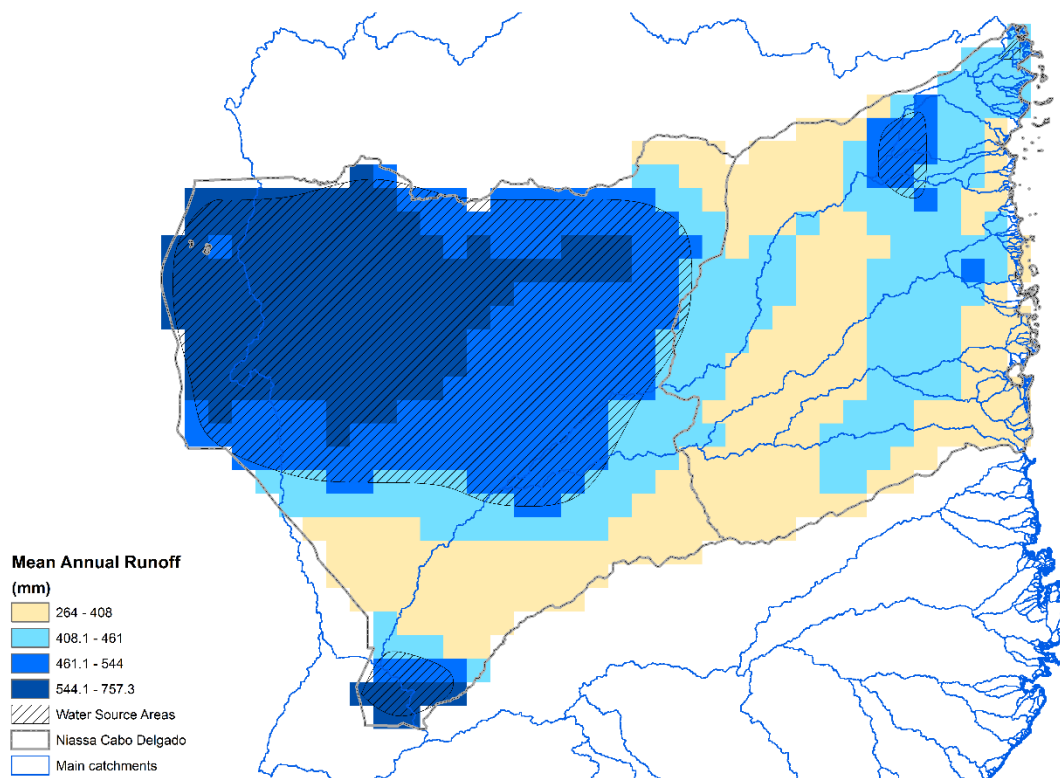 Mean Annual Runoff
(mm)
264 - 408
408.1 - 461
461.1 - 544
544.1 - 757.3
Water Source Areas
Niassa Cabo Delgado
Main catchments